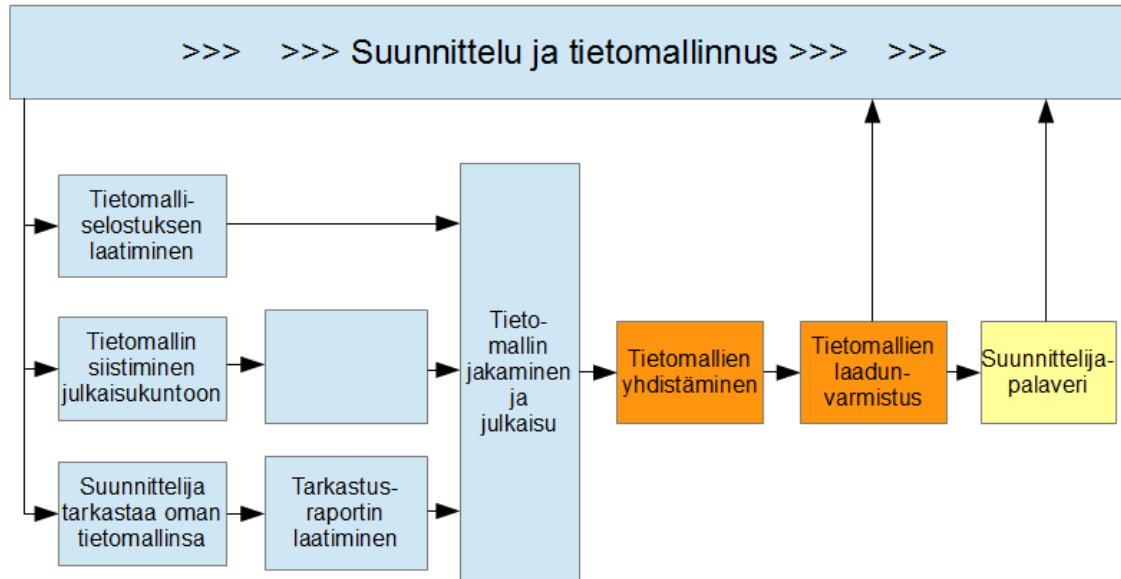 >>> >>> Suunnittelu ja tietomallinnus >>> >>>
Tietomalli-
selostuksen
laatiminen
Tietomallin
siistiminen
julkaisukuntoon
Suunnittelija
tarkastaa oman
tietomallinsa
Tarkastus-
raportin
laatiminen
Tieto-
mallin
jakaminen
ja
julkaisu
Tietomallien
yhdistäminen
Tietomallien
laadun-
varmistus
Suunnittelija-
palaveri